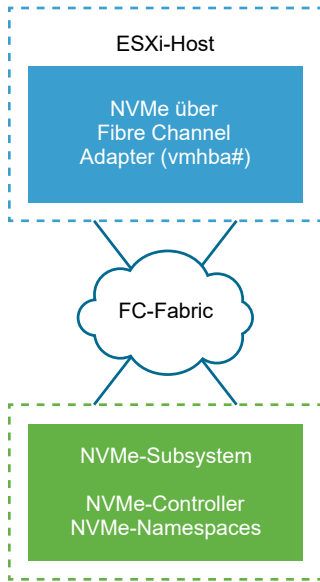 ESXi-Host
NVMe über
Fibre Channel
Adapter (vmhba#)
FC-Fabric
NVMe-Subsystem
NVMe-Controller
NVMe-Namespaces